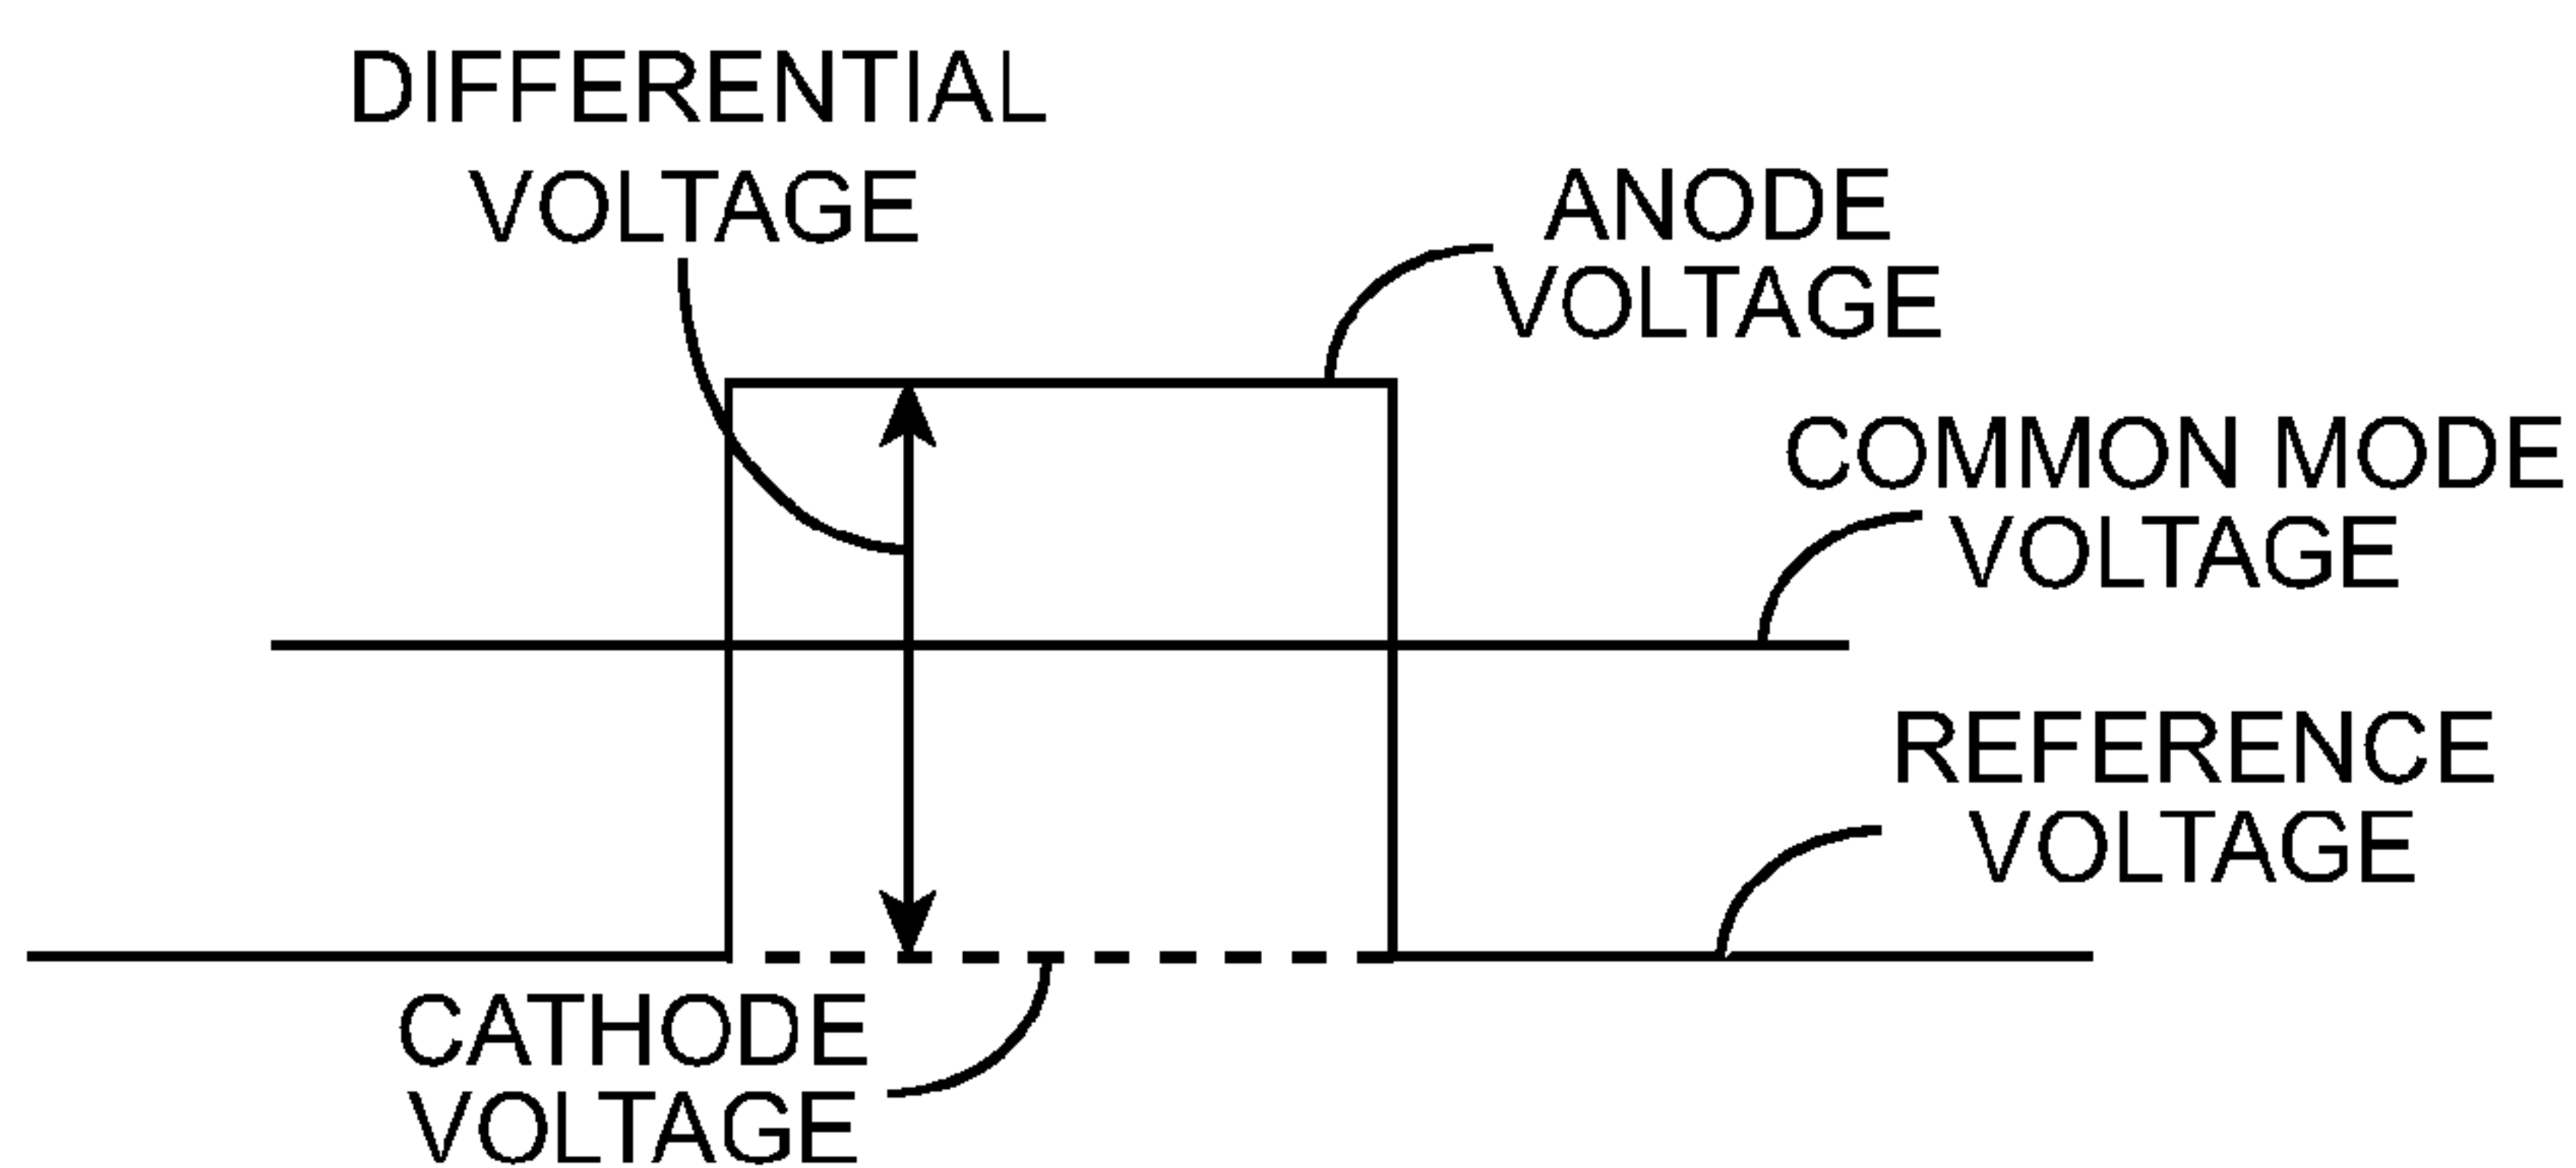 DIFFERENTIAL
VOLTAGE
ANODE
VOLTAGE
COMMON MODE
VOLTAGE
REFERENCE
VOLTAGE
CATHODE
VOLTAGE